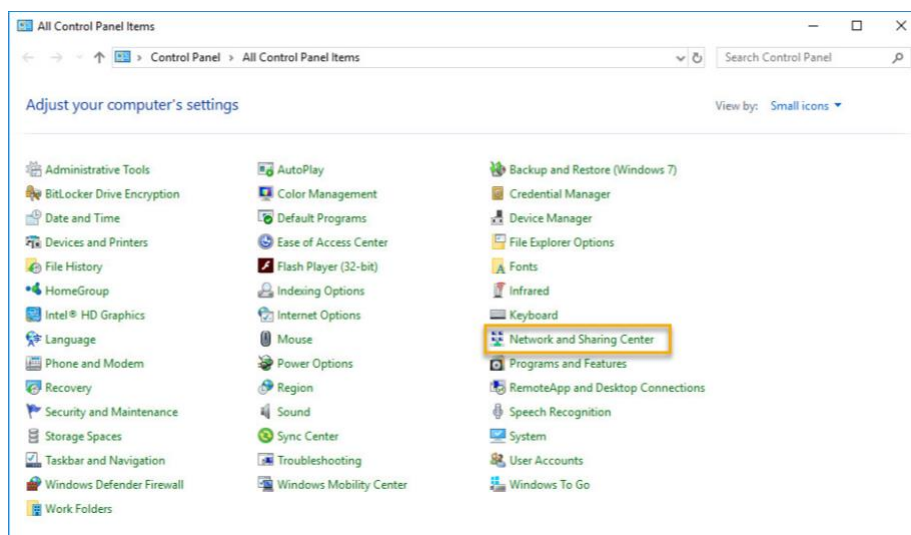 All Control Panel Items
Control Panel > All Control Panel Items
Search Control Panel
Adjust your computer's settings
View by: Small icons
Administrative Tools
AutoPlay
Backup and Restore (Windows 7)
BitLocker Drive Encryption
Color Management
Credential Manager
Date and Time
Default Programs
Device Manager
Devices and Printers
Ease of Access Center
File Explorer Options
File History
Flash Player (32-bit)
Fonts
HomeGroup
Indexing Options
Infrared
Intel® HD Graphics
Internet Options
Keyboard
Language
Mouse
Network and Sharing Center
Phone and Modem
Power Options
Programs and Features
Recovery
Region
RemoteApp and Desktop Connections
Security and Maintenance
Sound
Speech Recognition
Storage Spaces
Sync Center
System
Taskbar and Navigation
Troubleshooting
User Accounts
Windows Defender Firewall
Windows Mobility Center
Windows To Go
Work Folders